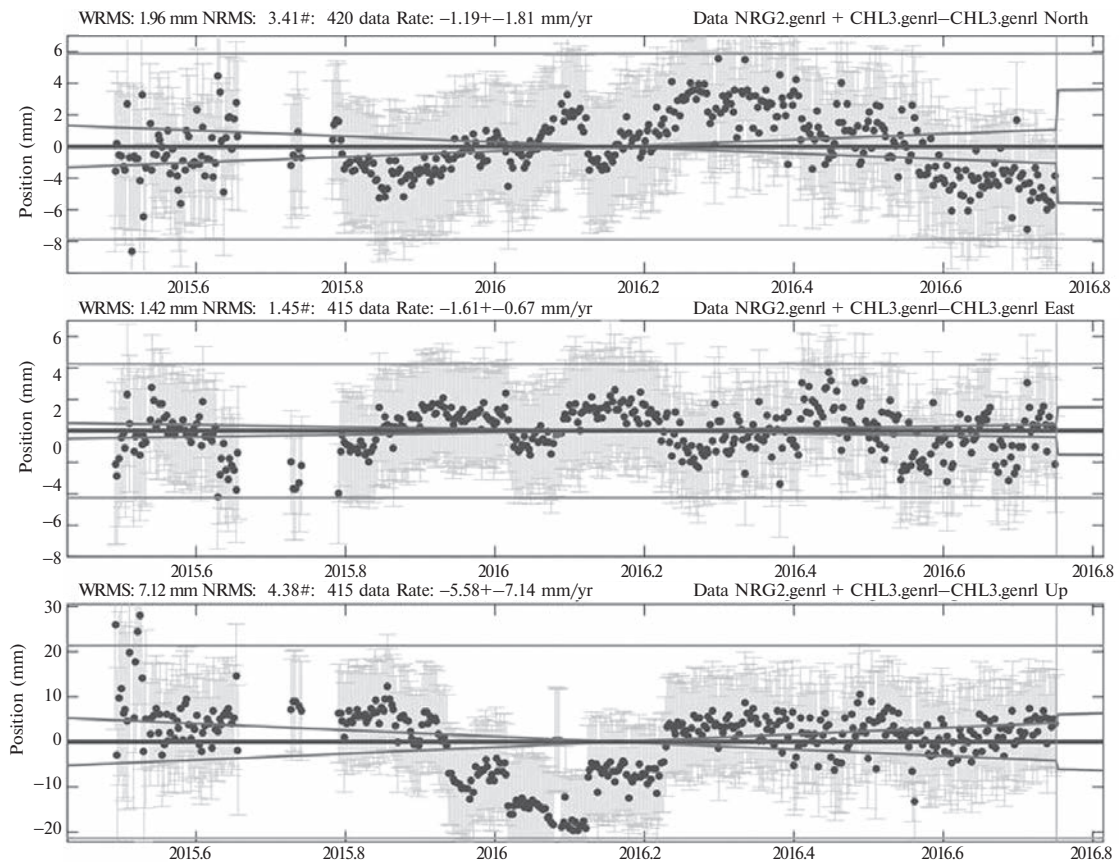 WRMS: 1.96 mm NRMS: 3.41#: 420 data Rate: −1.19+−1.81 mm/yr Data NRG2.genrl + CHL3.genrl−CHL3.genrl North
6
4
2
0
−2
−4
−6
−8
Position (mm)
2015.6 2015.8 2016 2016.2 2016.4 2016.6 2016.8
WRMS: 1.42 mm NRMS: 1.45#: 415 data Rate: −1.61+−0.67 mm/yr Data NRG2.genrl + CHL3.genrl−CHL3.genrl East
6
4
2
0
−2
−4
−6
−8
Position (mm)
2015.6 2015.8 2016 2016.2 2016.4 2016.6 2016.8
WRMS: 7.12 mm NRMS: 4.38#: 415 data Rate: −5.58+−7.14 mm/yr Data NRG2.genrl + CHL3.genrl−CHL3.genrl Up
30
20
10
0
−10
−20
Position (mm)
2015.6 2015.8 2016 2016.2 2016.4 2016.6 2016.8